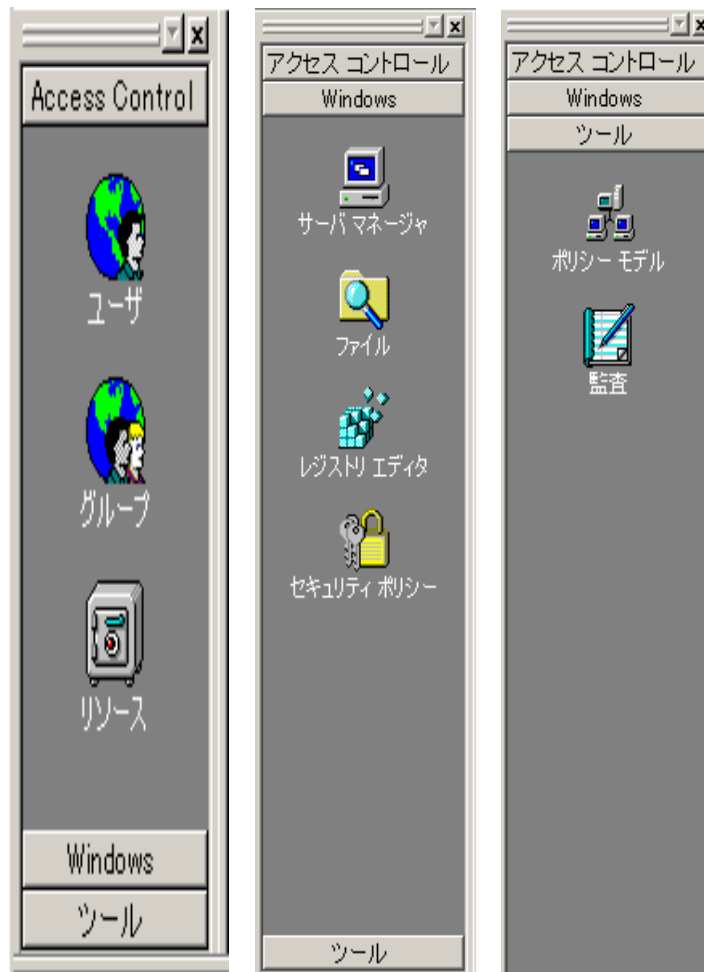 Access Control
ユーザ
グループ
リソース
Windows
ツール
アクセス コントロール
Windows
サーバ マネージャ
ファイル
レジストリ エディタ
セキュリティ ポリシー
ツール
アクセス コントロール
Windows
ツール
ポリシー モデル
監査